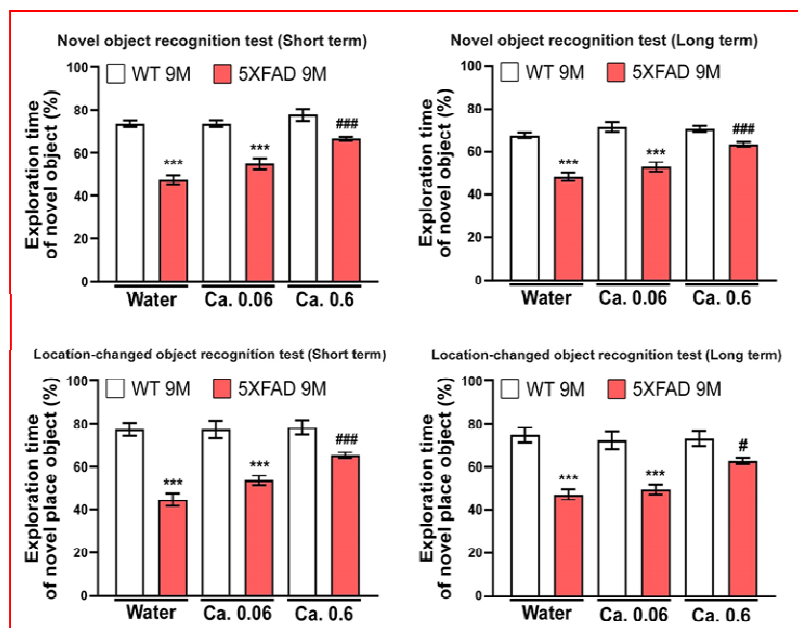 Novel object recognition test (Short term)
WT 9M 5XFAD 9M
Exploration time
of novel object (%)
100
80
60
40
20
0
***
***
###
Water Ca. 0.06 Ca. 0.6
Novel object recognition test (Long term)
WT 9M 5XFAD 9M
Exploration time
of novel object (%)
100
80
60
40
20
0
***
***
###
Water Ca. 0.06 Ca. 0.6
Location-changed object recognition test (Short term)
WT 9M 5XFAD 9M
Exploration time
of novel place object (%)
100
80
60
40
20
0
***
***
###
Water Ca. 0.06 Ca. 0.6
Location-changed object recognition test (Long term)
WT 9M 5XFAD 9M
Exploration time
of novel place object (%)
100
80
60
40
20
0
***
***
#
Water Ca. 0.06 Ca. 0.6